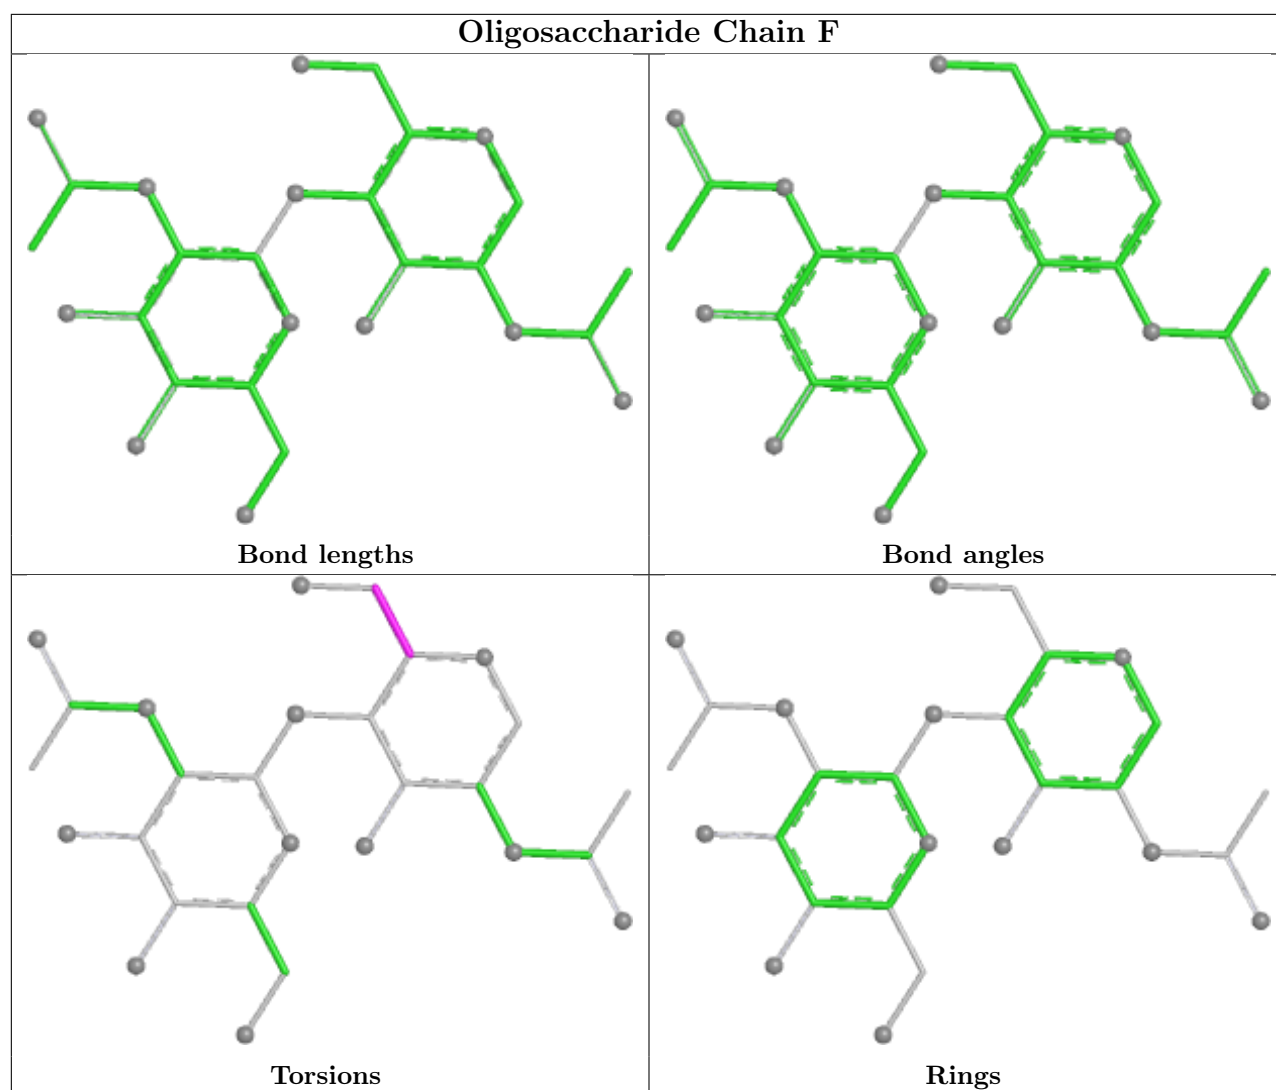 Oligosaccharide Chain F
Bond lengths
Bond angles
Torsions
Rings